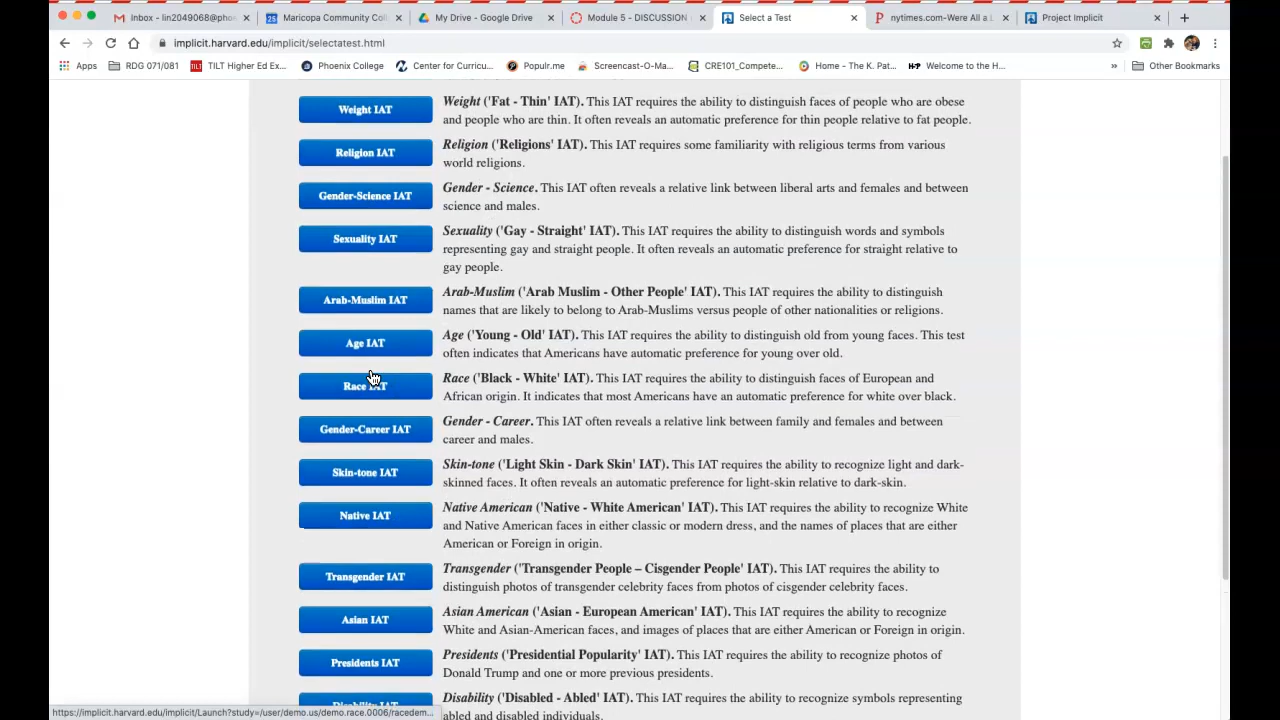 Inbox - lin2049068@pho
Maricopa Community Col
My Drive - Google Drive
Module 5 - DISCUSSION
Select a Test
nytimes.com-Were All a L
Project Implicit
implicit.harvard.edu/implicit/selectatest.html
Apps
RDG 071/081
TILT Higher Ed Ex...
Phoenix College
Center for Curricu...
Populr.me
Screencast-O-Ma...
CRE101_Compete...
Home - The K. Pat...
Welcome to the H...
»
Other Bookmarks
Weight IAT
Weight ('Fat - Thin' IAT). This IAT requires the ability to distinguish faces of people who are obese
and people who are thin. It often reveals an automatic preference for thin people relative to fat people.
Religion IAT
Religion ('Religions' IAT). This IAT requires some familiarity with religious terms from various
world religions.
Gender-Science IAT
Gender - Science. This IAT often reveals a relative link between liberal arts and females and between
science and males.
Sexuality IAT
Sexuality ('Gay - Straight' IAT). This IAT requires the ability to distinguish words and symbols
representing gay and straight people. It often reveals an automatic preference for straight relative to
gay people.
Arab-Muslim IAT
Arab-Muslim ('Arab Muslim - Other People' IAT). This IAT requires the ability to distinguish
names that are likely to belong to Arab-Muslims versus people of other nationalities or religions.
Age IAT
Age ('Young - Old' IAT). This IAT requires the ability to distinguish old from young faces. This test
often indicates that Americans have automatic preference for young over old.
Race IAT
Race ('Black - White' IAT). This IAT requires the ability to distinguish faces of European and
African origin. It indicates that most Americans have an automatic preference for white over black.
Gender-Career IAT
Gender - Career. This IAT often reveals a relative link between family and females and between
career and males.
Skin-tone IAT
Skin-tone ('Light Skin - Dark Skin' IAT). This IAT requires the ability to recognize light and dark-
skinned faces. It often reveals an automatic preference for light-skin relative to dark-skin.
Native IAT
Native American ('Native - White American' IAT). This IAT requires the ability to recognize White
and Native American faces in either classic or modern dress, and the names of places that are either
American or Foreign in origin.
Transgender IAT
Transgender ('Transgender People – Cisgender People' IAT). This IAT requires the ability to
distinguish photos of transgender celebrity faces from photos of cisgender celebrity faces.
Asian IAT
Asian American ('Asian - European American' IAT). This IAT requires the ability to recognize
White and Asian-American faces, and images of places that are either American or Foreign in origin.
Presidents IAT
Presidents ('Presidential Popularity' IAT). This IAT requires the ability to recognize photos of
Donald Trump and one or more previous presidents.
Disability IAT
Disability ('Disabled - Abled' IAT). This IAT requires the ability to recognize symbols representing
abled and disabled individuals.
https://implicit.harvard.edu/implicit/Launch?study=/user/demo.us/demo.race.0006/racedem...